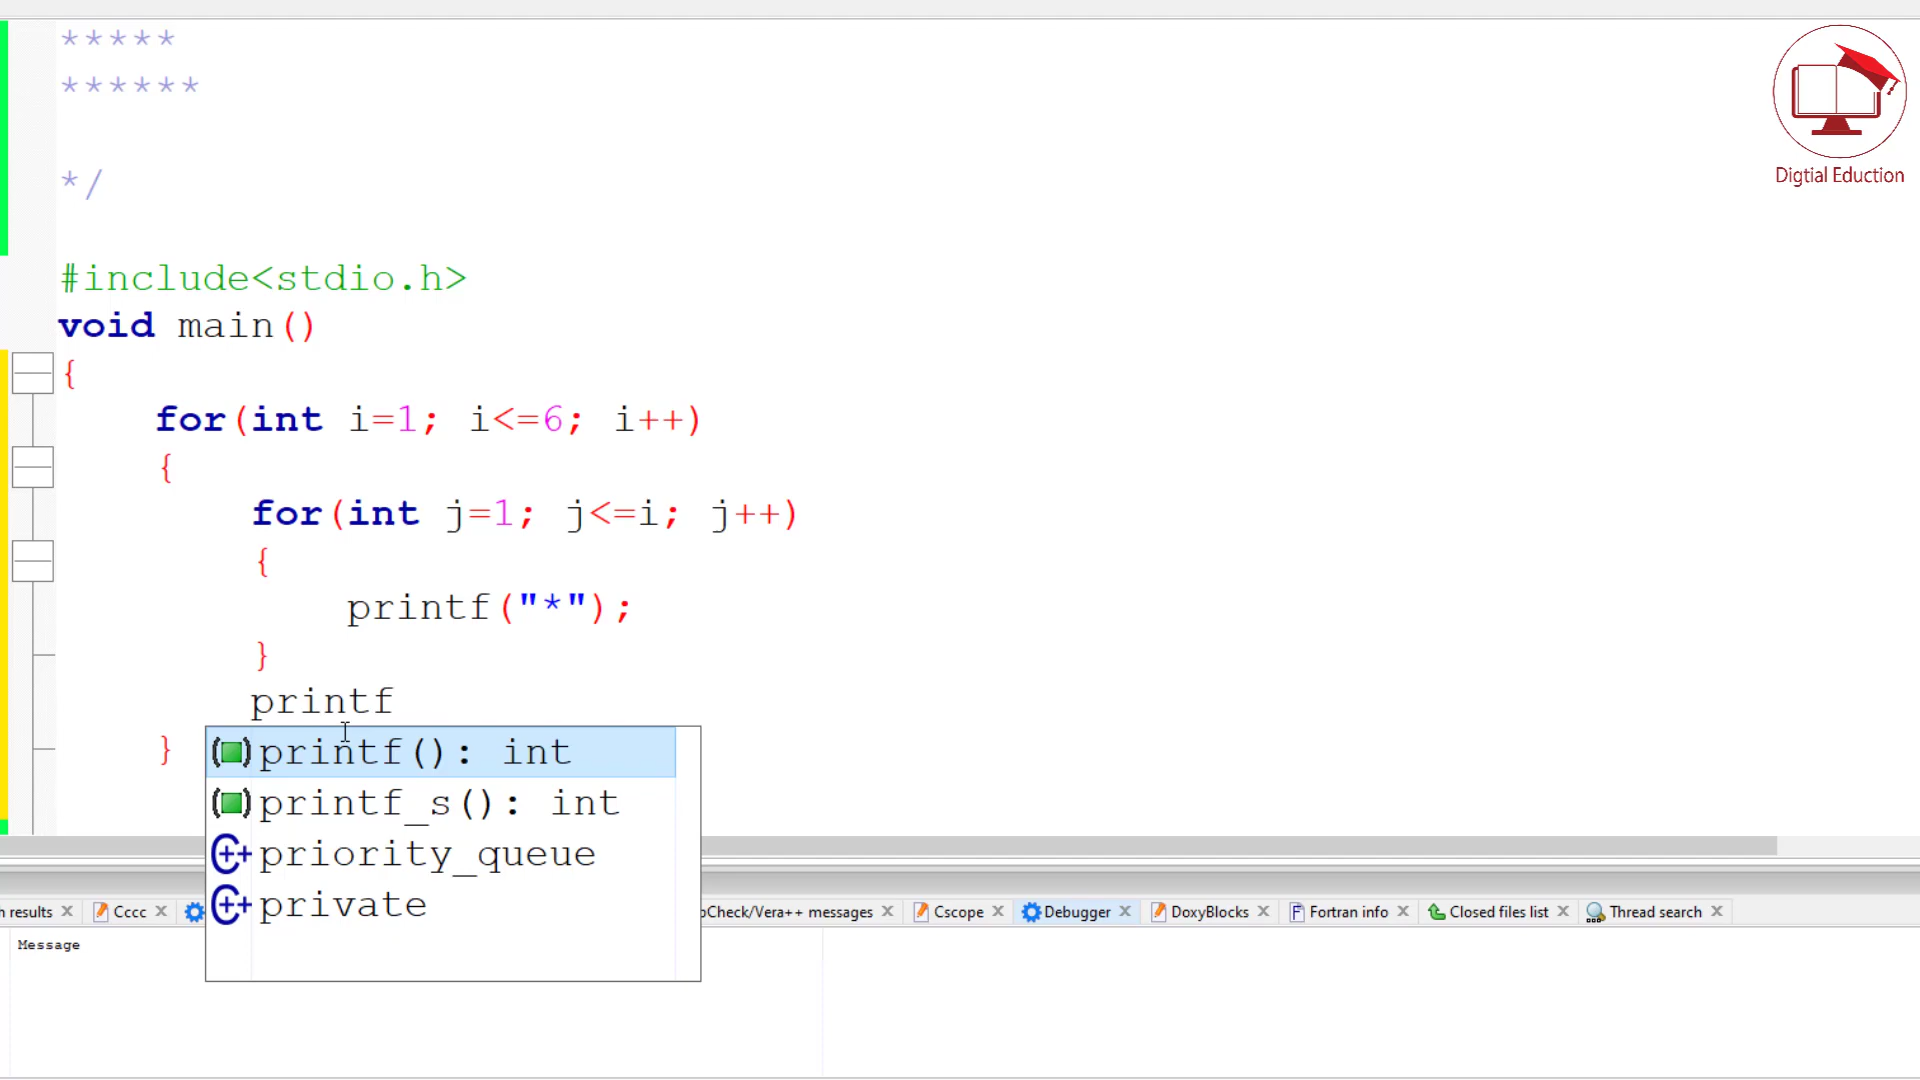 *****
******
*/
Digtial Eduction
#include<stdio.h>
void main()
{
for(int i=1; i<=6; i++)
{
for(int j=1; j<=i; j++)
{
printf("*");
}
printf
}
printf(): int
printf_s(): int
priority_queue
private
h results
Cccc
Check/Vera++ messages
Cscope
Debugger
DoxyBlocks
Fortran info
Closed files list
Thread search
Message